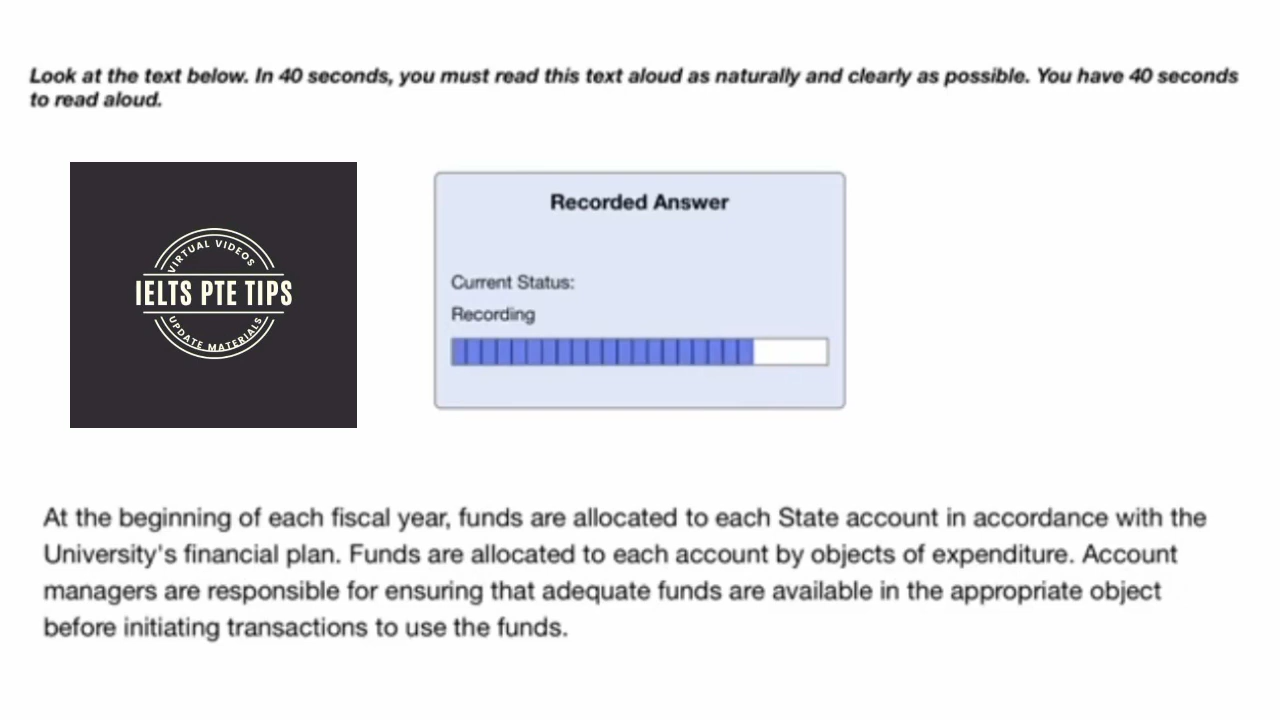 Look at the text below. In 40 seconds, you must read this text aloud as naturally and clearly as possible. You have 40 seconds
to read aloud.
VIRTUAL VIDEOS
IELTS PTE TIPS
UPDATE MATERIALS
Recorded Answer
Current Status:
Recording
At the beginning of each fiscal year, funds are allocated to each State account in accordance with the
University's financial plan. Funds are allocated to each account by objects of expenditure. Account
managers are responsible for ensuring that adequate funds are available in the appropriate object
before initiating transactions to use the funds.